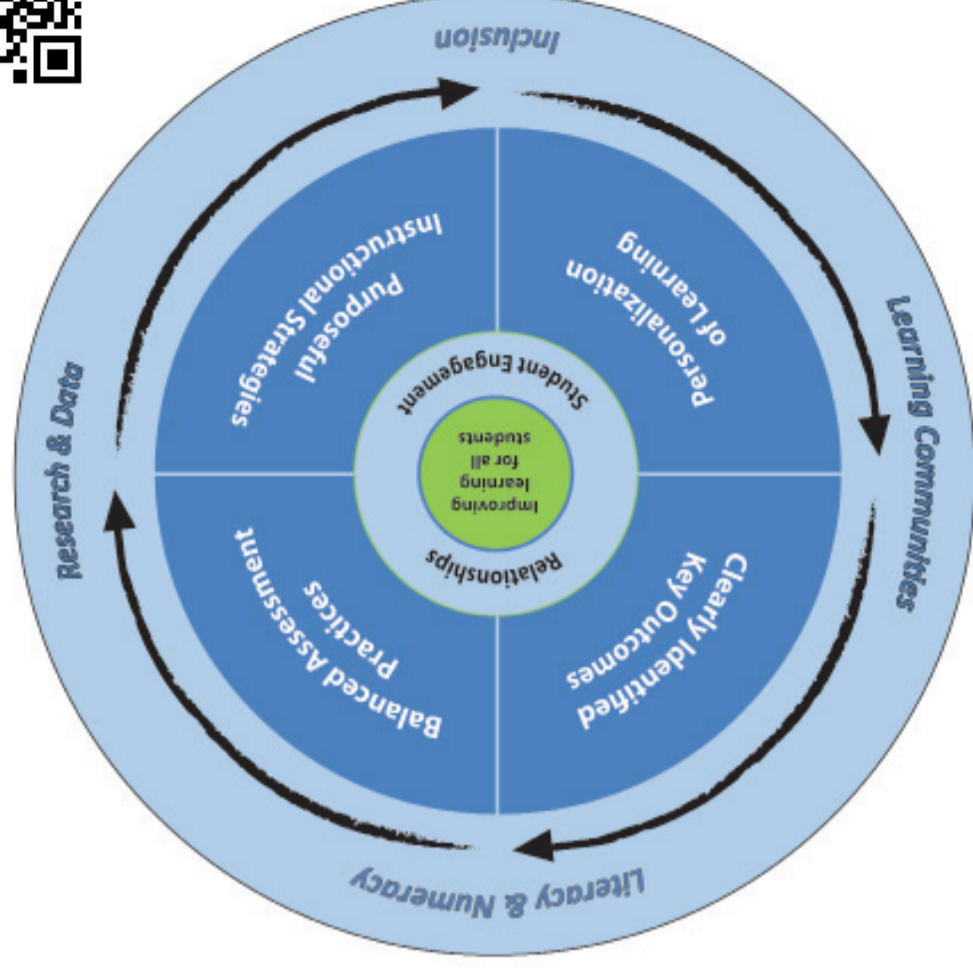 Literacy & Numeracy
Research & Data
Inclusion
Learning Communities
Clearly Identified
Key Outcomes
Balanced Assessment
Practices
Purposeful
Instructional Strategies
Personalization
of Learning
Relationships
Student Engagement
Improving
learning
for all
students